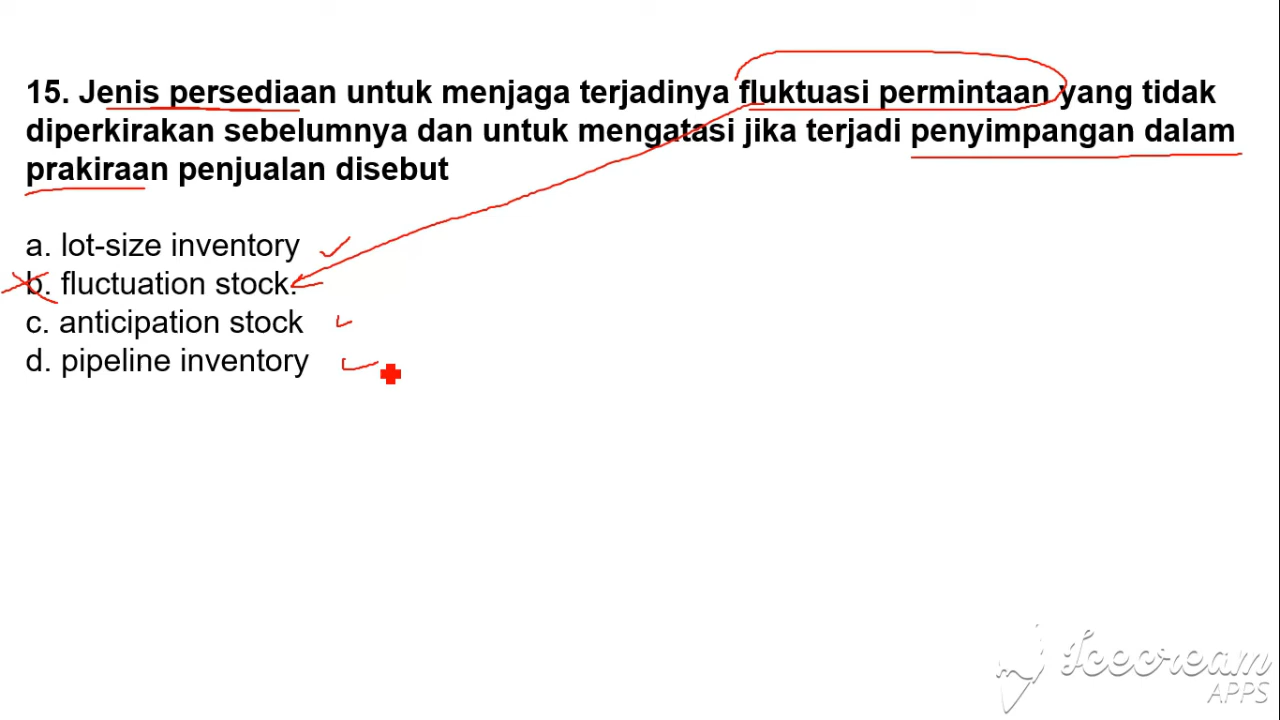 15. Jenis persediaan untuk menjaga terjadinya fluktuasi permintaan yang tidak
diperkirakan sebelumnya dan untuk mengatasi jika terjadi penyimpangan dalam
prakiraan penjualan disebut
a. lot-size inventory
b. fluctuation stock.
c. anticipation stock
d. pipeline inventory
Icecream
APPS